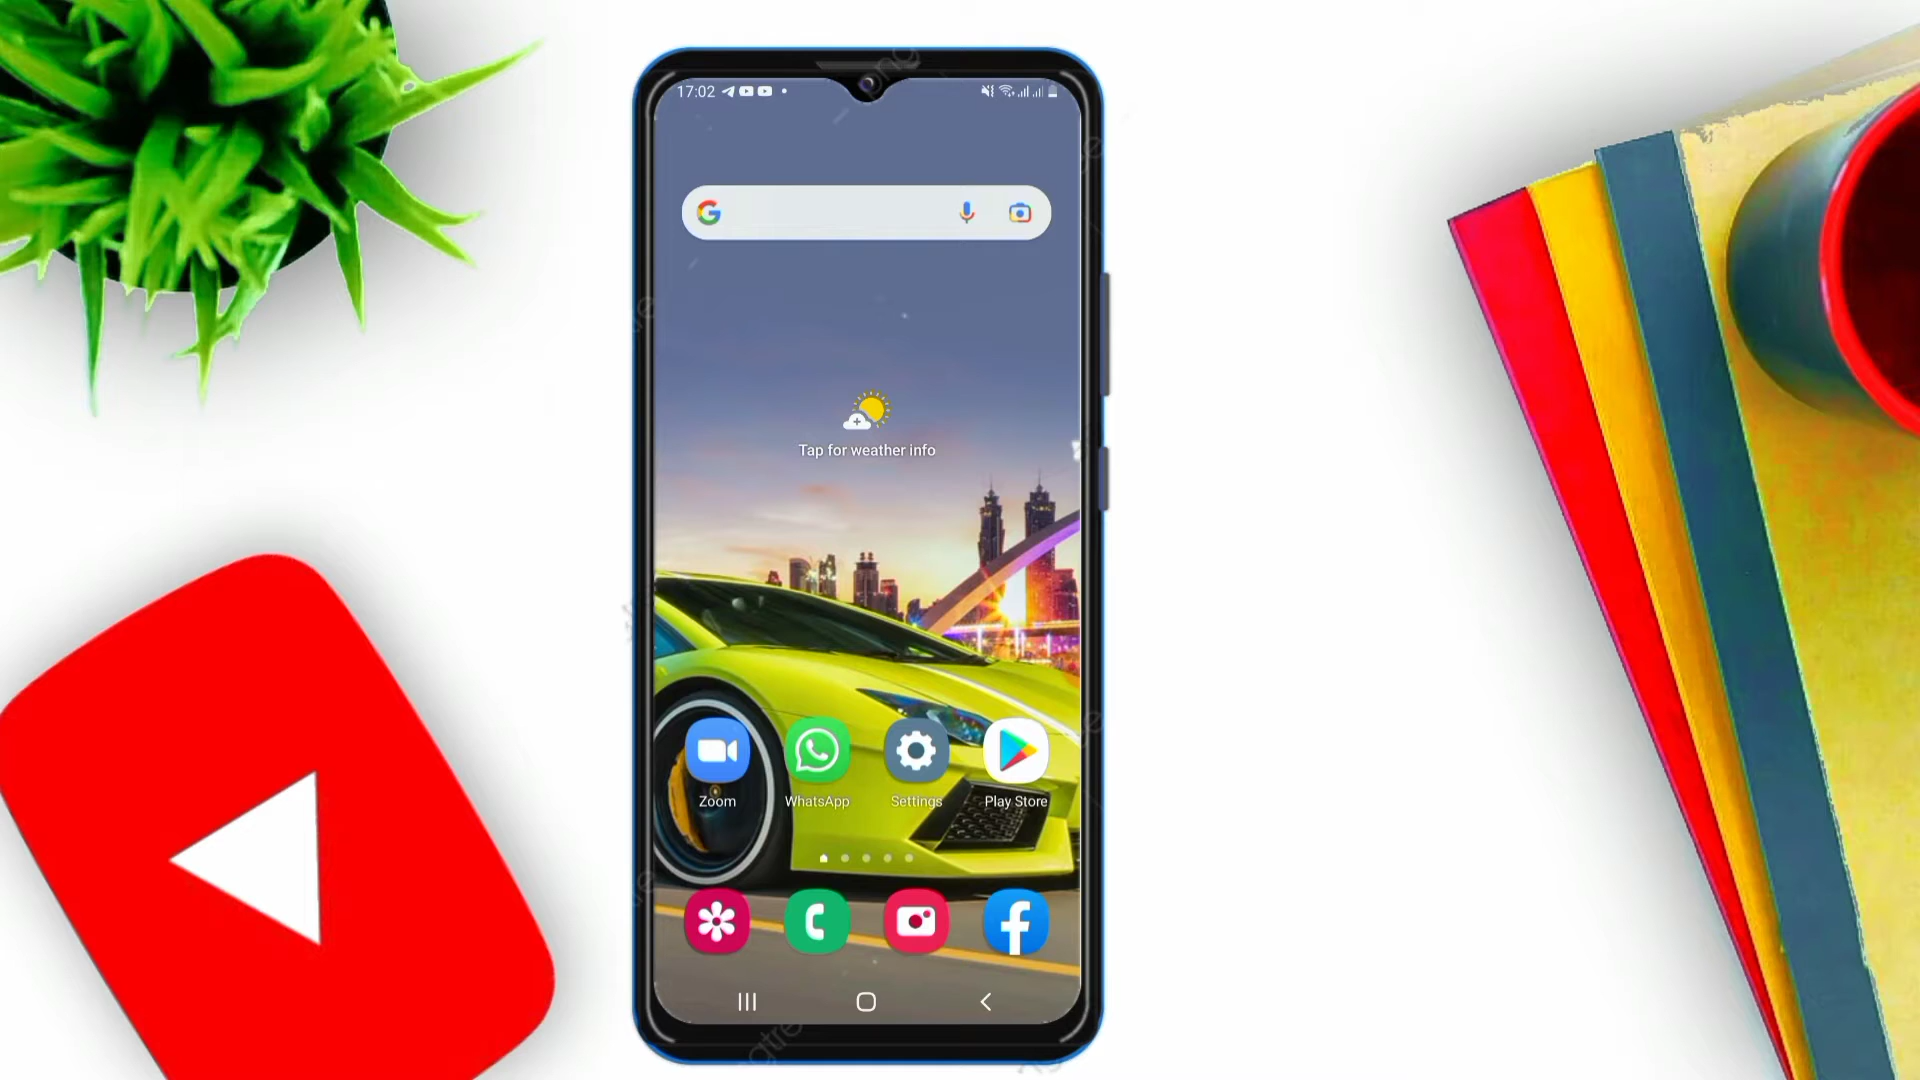 17:02
Tap for weather info
Zoom
WhatsApp
Settings
Play Store